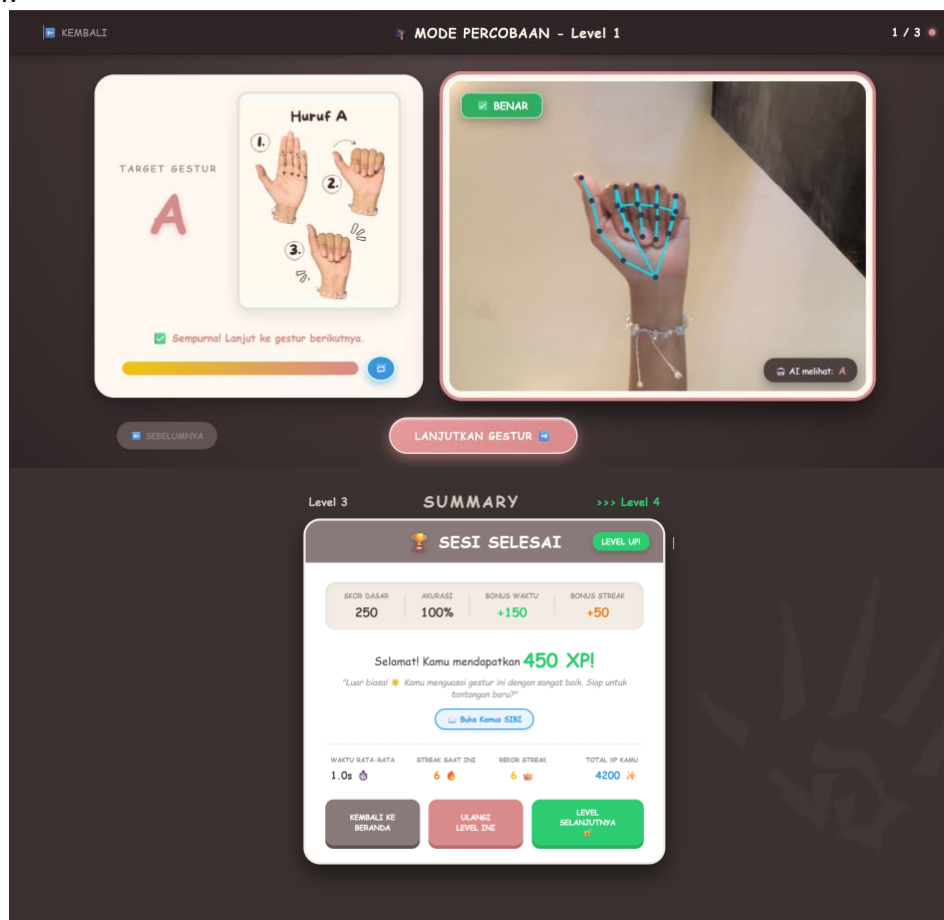 KEMBALI
MODE PERCOBAAN - Level 1
1 / 3
TARGET GESTUR
A
Huruf A
1.
2.
3.
Sempurna! Lanjut ke gestur berikutnya.
BENAR
AI melihat: A
SEBELUMNYA
LANJUTKAN GESTUR
Level 3
SUMMARY
>>> Level 4
SESI SELESAI
LEVEL UP!
SKOR DASAR
250
AKURASI
100%
BONUS WAKTU
+150
BONUS STREAK
+50
Selamat! Kamu mendapatkan 450 XP!
"Luar biasa! Kamu menguasai gestur ini dengan sangat baik. Siap untuk
tantangan baru?"
Buka Kamus SIBI
WAKTU RATA-RATA
1.0s
STREAK SAAT INI
6
REKOR STREAK
6
TOTAL XP KAMU
4200
KEMBALI KE
BERANDA
ULANGI
LEVEL INI
LEVEL
SELANJUTNYA